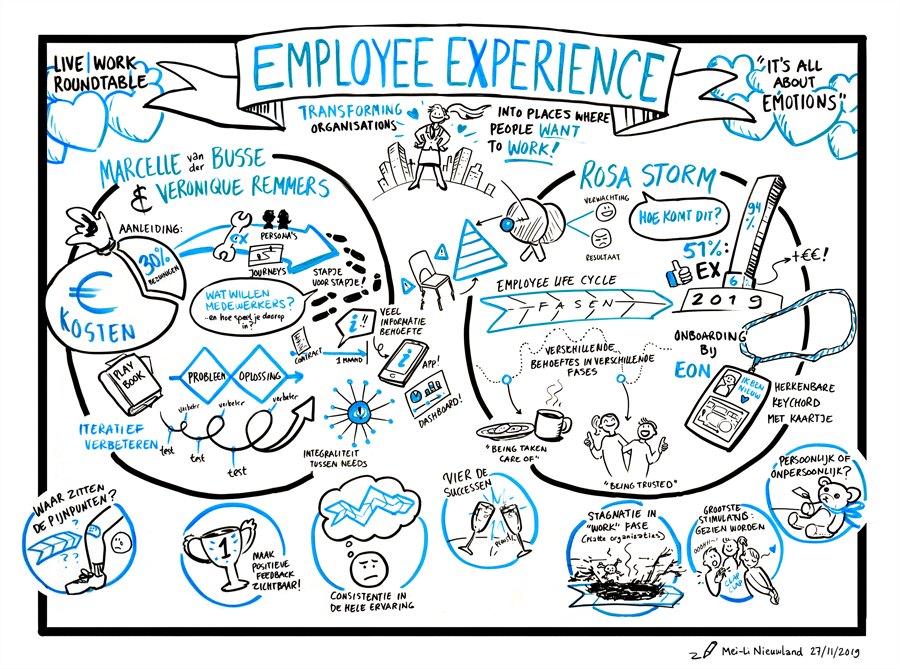 EMPLOYEE EXPERIENCE
LIVE|WORK
ROUNDTABLE
"IT'S ALL
ABOUT
EMOTIONS"
TRANSFORMING
ORGANISATIONS
INTO PLACES WHERE
PEOPLE WANT
TO WORK!
MARCELLE van der BUSSE
& VERONIQUE REMMERS
AANLEIDING:
30%
BEZUINIGEN
€
KOSTEN
EX
PERSONA'S
JOURNEYS
STAPJE
VOOR STAPJE!
WAT WILLEN
MEDEWERKERS?
...en hoe speel je daarop
in?
VEEL
INFORMATIE
BEHOEFTE
i!!
CONTRACT
1 MAAND
i
APP!
DASHBOARD!
PLAY
BOOK
PROBLEEM
OPLOSSING
ITERATIEF
VERBETEREN
verbeter
verbeter
verbeter
test
test
test
INTEGRALITEIT
TUSSEN NEEDS
ROSA STORM
VERWACHTING
RESULTAAT
HOE KOMT DIT?
94%
51%:
EX
6%
2019
+€€!
EMPLOYEE LIFE CYCLE
FASEN
VERSCHILLENDE
BEHOEFTES IN VERSCHILLENDE
FASES
"BEING TAKEN
CARE OF"
"BEING TRUSTED"
ONBOARDING
BIJ
EON
IK BEN
NIEUW
HERKENBARE
KEYCHORD
MET KAARTJE
WAAR ZITTEN
DE PIJNPUNTEN?
? ?
?
1
MAAK
POSITIEVE
FEEDBACK
ZICHTBAAR!
CONSISTENTIE IN
DE HELE ERVARING
VIER DE
SUCCESSEN
STAGNATIE IN
"WORK" FASE
(platte organisaties)
GROOTSTE
STIMULANS:
GEZIEN WORDEN
OOOH!!
CLAP
CLAP
PERSOONLIJK OF
ONPERSOONLIJK?
Mei-Li Nieuwland 27/11/2019